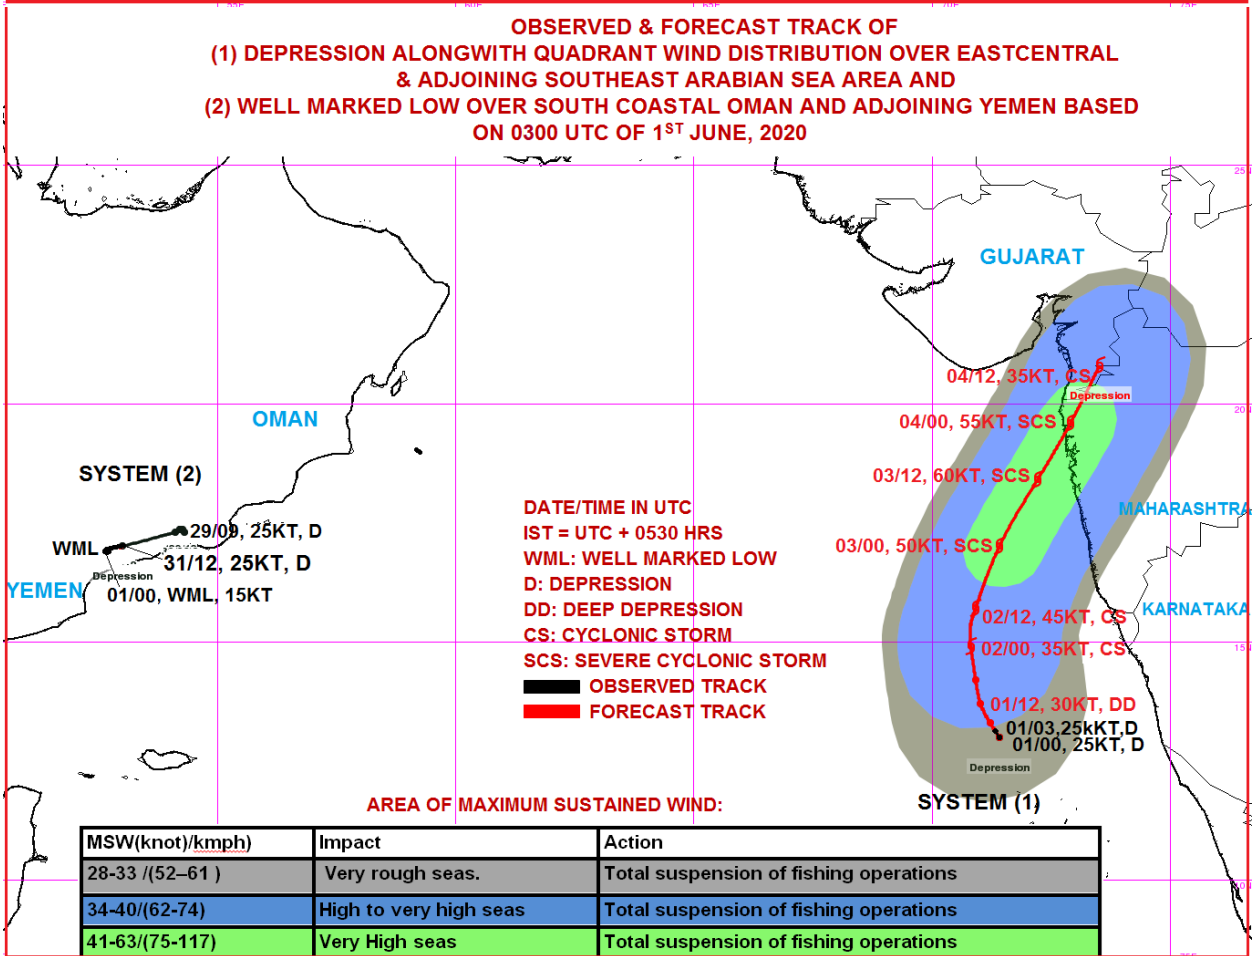 55E 60E 65E 70E 75E
OBSERVED & FORECAST TRACK OF
(1) DEPRESSION ALONGWITH QUADRANT WIND DISTRIBUTION OVER EASTCENTRAL
& ADJOINING SOUTHEAST ARABIAN SEA AREA AND
(2) WELL MARKED LOW OVER SOUTH COASTAL OMAN AND ADJOINING YEMEN BASED
ON 0300 UTC OF 1ST JUNE, 2020
GUJARAT
04/12, 35KT, CS
Depression
OMAN
04/00, 55KT, SCS
SYSTEM (2)
03/12, 60KT, SCS
MAHARASHTRA
29/09, 25KT, D
WML
31/12, 25KT, D
Depression
YEMEN
01/00, WML, 15KT
03/00, 50KT, SCS
KARNATAKA
02/12, 45KT, CS
02/00, 35KT, CS
01/12, 30KT, DD
01/03,25kKT,D
01/00, 25KT, D
Depression
SYSTEM (1)
DATE/TIME IN UTC
IST = UTC + 0530 HRS
WML: WELL MARKED LOW
D: DEPRESSION
DD: DEEP DEPRESSION
CS: CYCLONIC STORM
SCS: SEVERE CYCLONIC STORM
OBSERVED TRACK
FORECAST TRACK
AREA OF MAXIMUM SUSTAINED WIND:
MSW(knot)/kmph) Impact Action
28-33 /(52–61 ) Very rough seas. Total suspension of fishing operations
34-40/(62-74) High to very high seas Total suspension of fishing operations
41-63/(75-117) Very High seas Total suspension of fishing operations